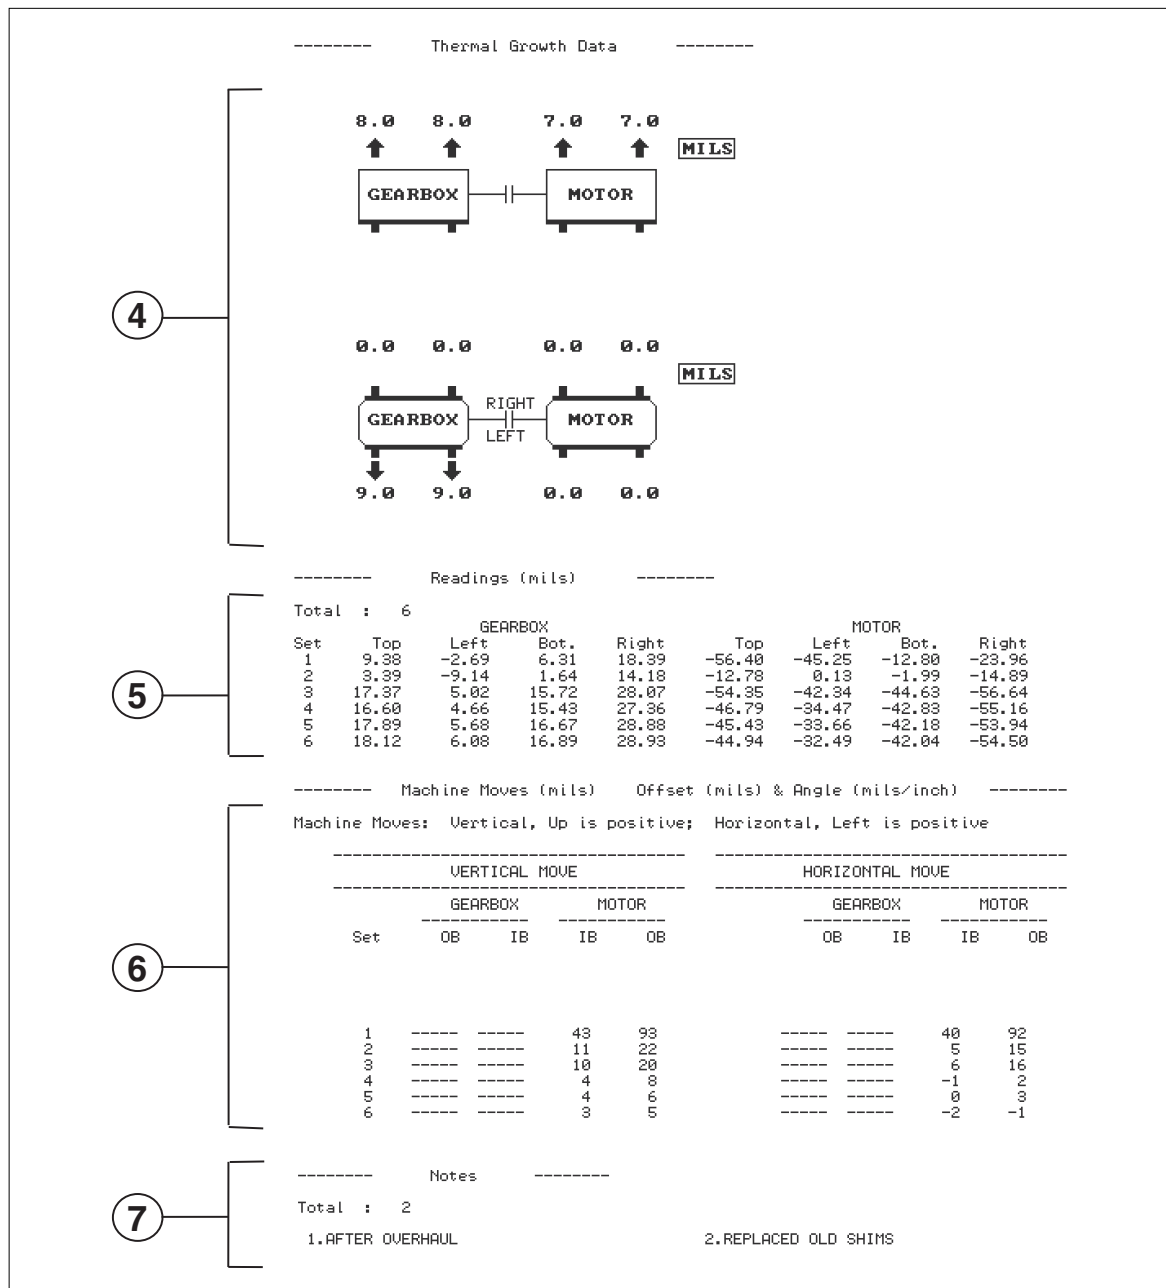 -------- Thermal Growth Data --------
8.0 8.0 7.0 7.0
MILS
GEARBOX MOTOR
4
0.0 0.0 0.0 0.0
MILS
RIGHT
GEARBOX MOTOR
LEFT
9.0 9.0 0.0 0.0
-------- Readings (mils) --------
Total : 6
GEARBOX MOTOR
Set Top Left Bot. Right Top Left Bot. Right
1 9.38 -2.69 6.31 18.39 -56.40 -45.25 -12.80 -23.96
2 3.39 -9.14 1.64 14.18 -12.78 0.13 -1.99 -14.89
5
3 17.37 5.02 15.72 28.07 -54.35 -42.34 -44.63 -56.64
4 16.60 4.66 15.43 27.36 -46.79 -34.47 -42.83 -55.16
5 17.89 5.68 16.67 28.88 -45.43 -33.66 -42.18 -53.94
6 18.12 6.08 16.89 28.93 -44.94 -32.49 -42.04 -54.50
-------- Machine Moves (mils) Offset (mils) & Angle (mils/inch) --------
Machine Moves: Vertical, Up is positive; Horizontal, Left is positive
VERTICAL MOVE HORIZONTAL MOVE
GEARBOX MOTOR GEARBOX MOTOR
Set OB IB IB OB OB IB IB OB
6
1 ----- ----- 43 93 ----- ----- 40 92
2 ----- ----- 11 22 ----- ----- 5 15
3 ----- ----- 10 20 ----- ----- 6 16
4 ----- ----- 4 8 ----- ----- -1 2
5 ----- ----- 4 6 ----- ----- 0 3
6 ----- ----- 3 5 ----- ----- -2 -1
-------- Notes --------
Total : 2
7
1.AFTER OVERHAUL 2.REPLACED OLD SHIMS